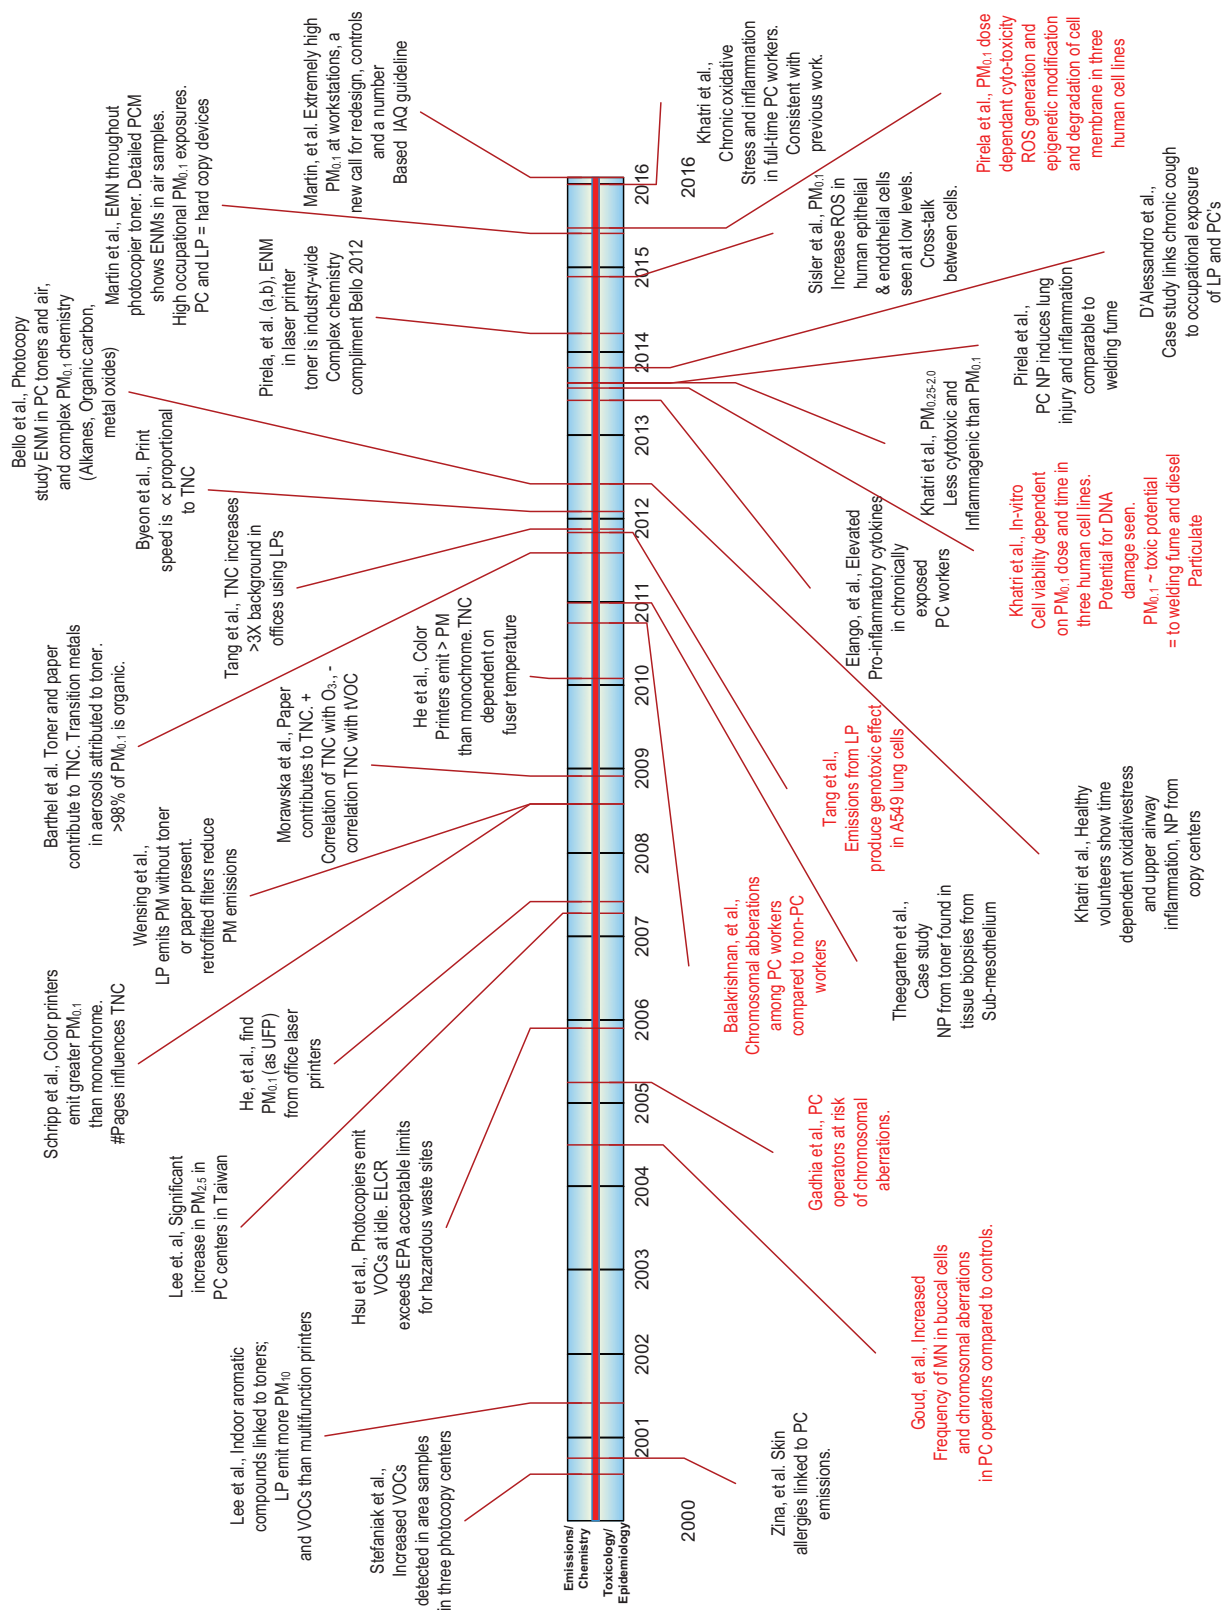 Stefaniak et al.,
Increased VOCs
detected in area samples
in three photocopy centers
Lee et al., Indoor aromatic
compounds linked to toners;
LP emit more PM10
and VOCs than multifunction printers
Lee et. al, Significant
increase in PM2.5 in
PC centers in Taiwan
Hsu et al., Photocopiers emit
VOCs at idle. ELCR
exceeds EPA acceptable limits
for hazardous waste sites
Schripp et al., Color printers
emit greater PM0.1
than monochrome.
#Pages influences TNC
He, et al., find
PM0.1 (as UFP)
from office laser
printers
Wensing et al.,
LP emits PM without toner
or paper present.
retrofitted filters reduce
PM emissions
Barthel et al. Toner and paper
contribute to TNC. Transition metals
in aerosols attributed to toner.
>98% of PM0.1 is organic.
Morawska et al., Paper
contributes to TNC. +
Correlation of TNC with O3., -
correlation TNC with tVOC
He et al., Color
Printers emit > PM
than monochrome.TNC
dependent on
fuser temperature
Tang et al., TNC increases
>3X background in
offices using LPs
Byeon et al., Print
speed is ∝ proportional
to TNC
Bello et al., Photocopy
study ENM in PC toners and air,
and complex PM0.1 chemistry
(Alkanes, Organic carbon,
metal oxides)
Pirela, et al. (a,b), ENM
in laser printer
toner is industry-wide
Complex chemistry
compliment Bello 2012
Martin et al., EMN throughout
photocopier toner. Detailed PCM
shows ENMs in air samples.
High occupational PM0.1 exposures.
PC and LP = hard copy devices
Martin, et al. Extremely high
PM0.1 at workstations, a
new call for redesign, controls
and a number
Based IAQ guideline
Emissions/
Chemistry
Toxicology/
Epidemiology
2000
2001
2002
2003
2004
2005
2006
2007
2008
2009
2010
2011
2012
2013
2014
2015
2016
2016
Zina, et al. Skin
allergies linked to PC
emissions.
Goud, et al., Increased
Frequency of MN in buccal cells
and chromosomal aberrations
in PC operators compared to controls.
Gadhia et al., PC
operators at risk
of chromosomal
aberrations.
Balakrishnan, et al.,
Chromosomal abberations
among PC workers
compared to non-PC
workers
Theegarten et al.,
Case study
NP from toner found in
tissue biopsies from
Sub-mesothelium
Tang et al.,
Emissions from LP
produce genotoxic effect
in A549 lung cells
Khatri et al., Healthy
volunteers show time
dependent oxidativestress
and upper airway
inflammation, NP from
copy centers
Elango, et al., Elevated
Pro-inflammatory cytokines
in chronically
exposed
PC workers
Khatri et al., In-vitro
Cell viability dependent
on PM0.1 dose and time in
three human cell lines.
Potential for DNA
damage seen.
PM0.1 ~ toxic potential
= to welding fume and diesel
Particulate
Khatri et al., PM0.25-2.0
Less cytotoxic and
Inflammagenic than PM0.1
Pirela et al.,
PC NP induces lung
injury and inflammation
comparable to
welding fume
D'Alessandro et al.,
Case study links chronic cough
to occupational exposure
of LP and PC's
Sisler et al., PM0.1
Increase ROS in
human epithelial
& endothelial cells
seen at low levels.
Cross-talk
between cells.
Pirela et al., PM0.1 dose
dependant cyto-toxicity
ROS generation and
epigenetic modification
and degradation of cell
membrane in three
human cell lines
Khatri et al.,
Chronic oxidative
Stress and inflammation
in full-time PC workers.
Consistent with
previous work.